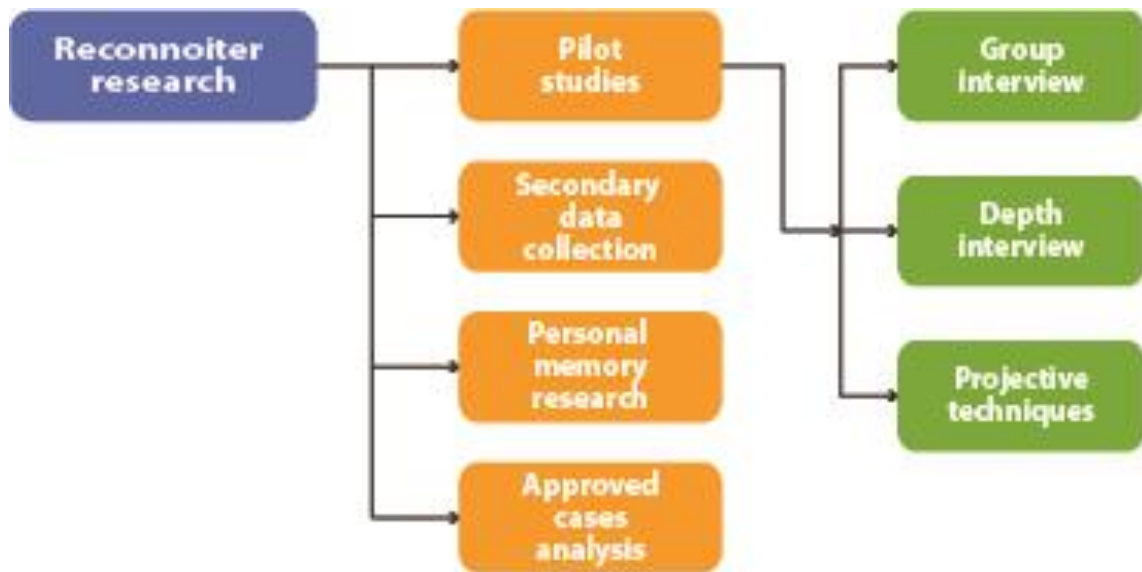 Reconnoiter
research
Pilot
studies
Secondary
data
collection
Personal
memory
research
Approved
cases
analysis
Group
interview
Depth
interview
Projective
techniques